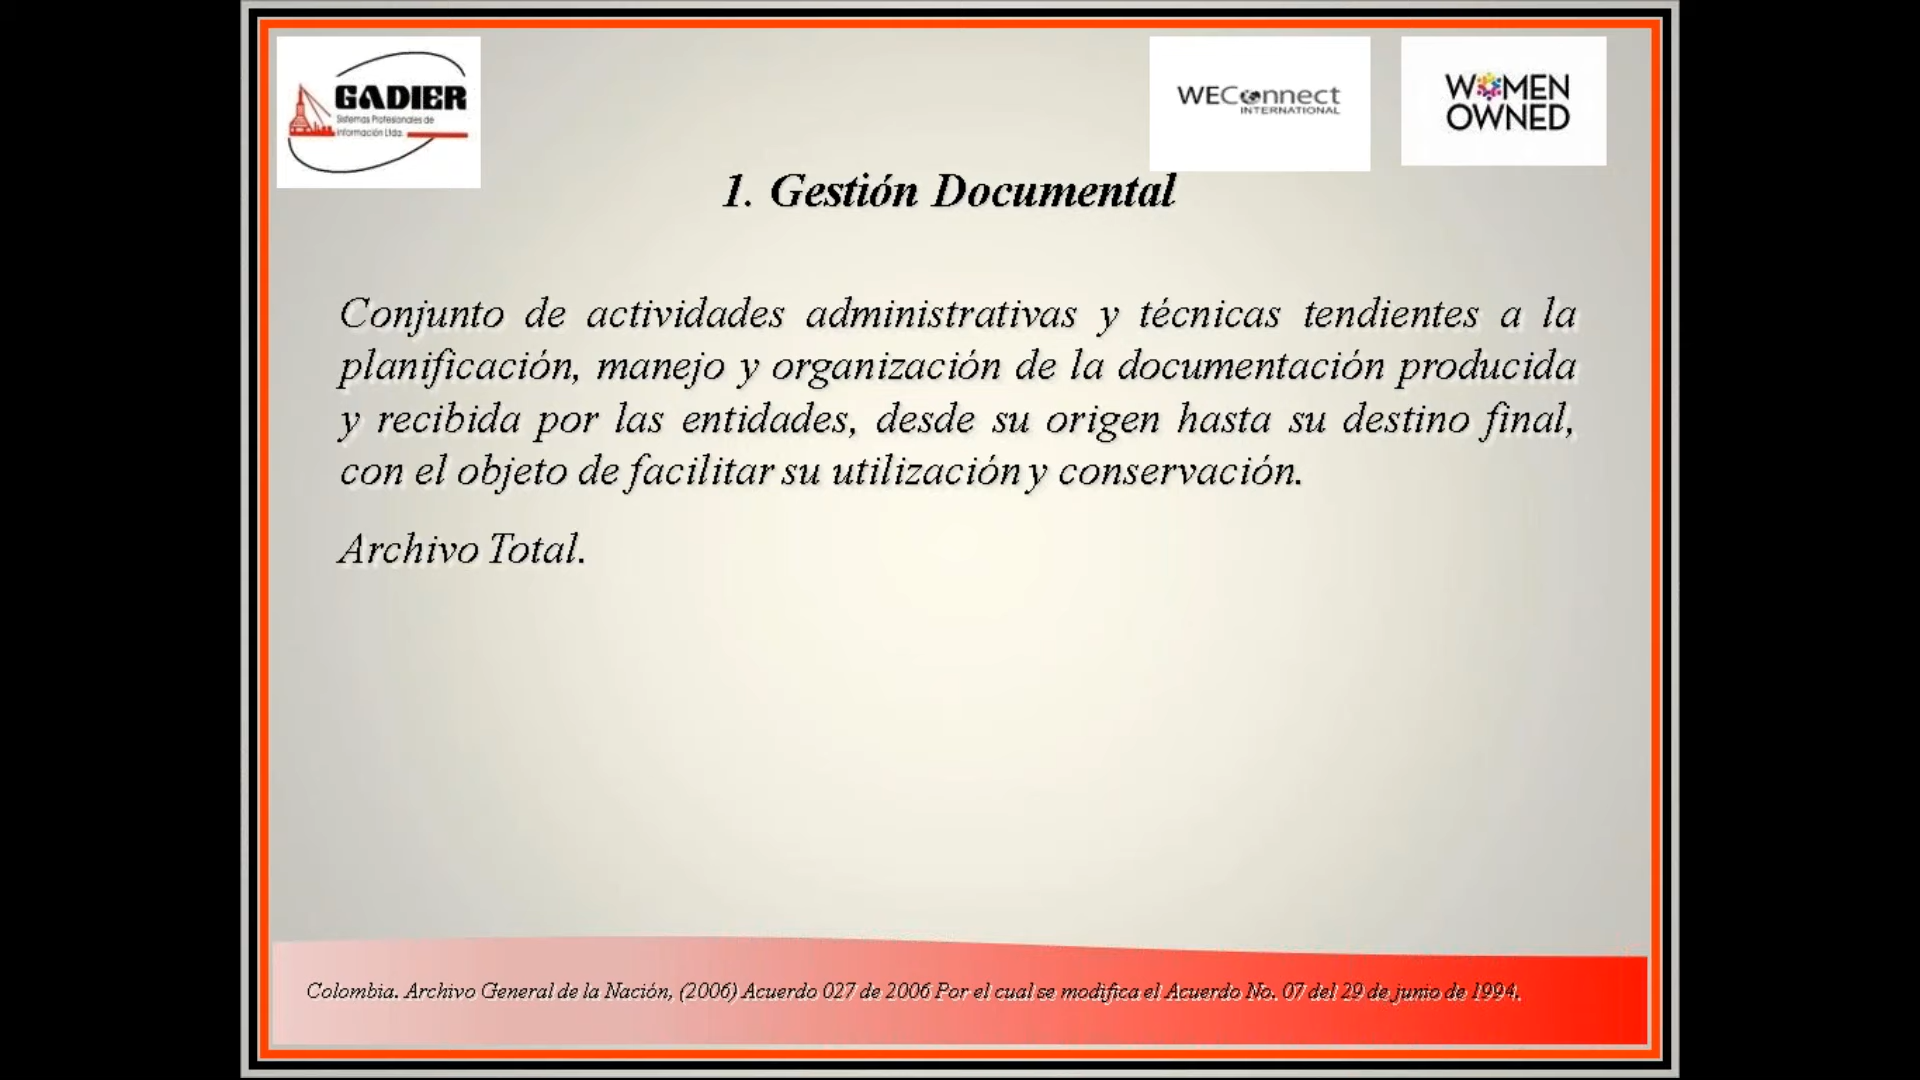 GADIER
Sistemas Profesionales de
Información Ltda.
WEConnect
INTERNATIONAL
WOMEN
OWNED
1. Gestión Documental
Conjunto de actividades administrativas y técnicas tendientes a la
planificación, manejo y organización de la documentación producida
y recibida por las entidades, desde su origen hasta su destino final,
con el objeto de facilitar su utilización y conservación.
Archivo Total.
Colombia. Archivo General de la Nación, (2006) Acuerdo 027 de 2006 Por el cual se modifica el Acuerdo No. 07 del 29 de junio de 1994.